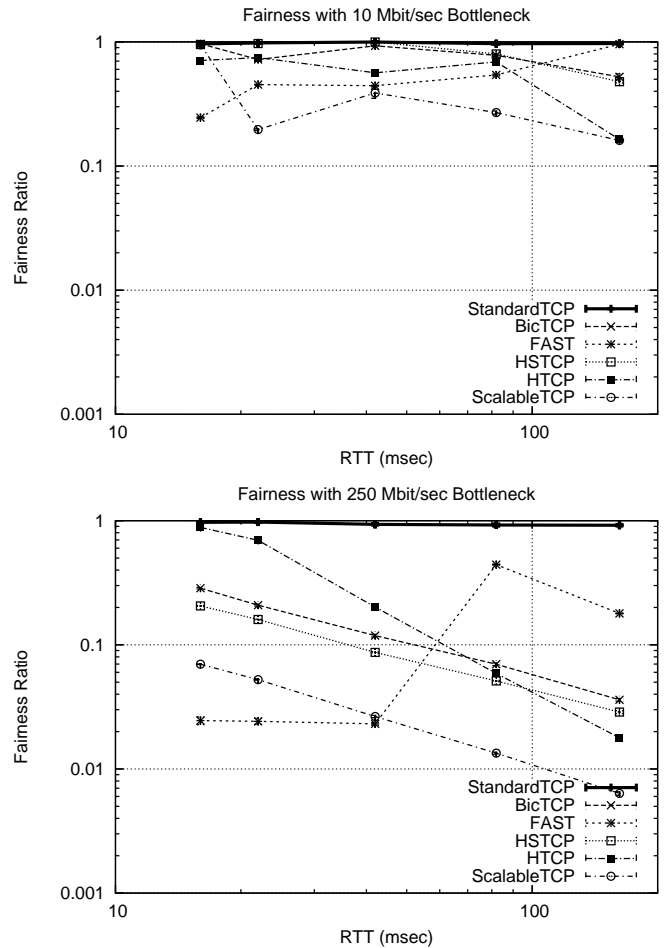 Fairness with 10 Mbit/sec Bottleneck
1
0.1
0.01
0.001
Fairness Ratio
StandardTCP
BicTCP
FAST
HSTCP
HTCP
ScalableTCP
10
100
RTT (msec)
Fairness with 250 Mbit/sec Bottleneck
1
0.1
0.01
0.001
Fairness Ratio
StandardTCP
BicTCP
FAST
HSTCP
HTCP
ScalableTCP
10
100
RTT (msec)